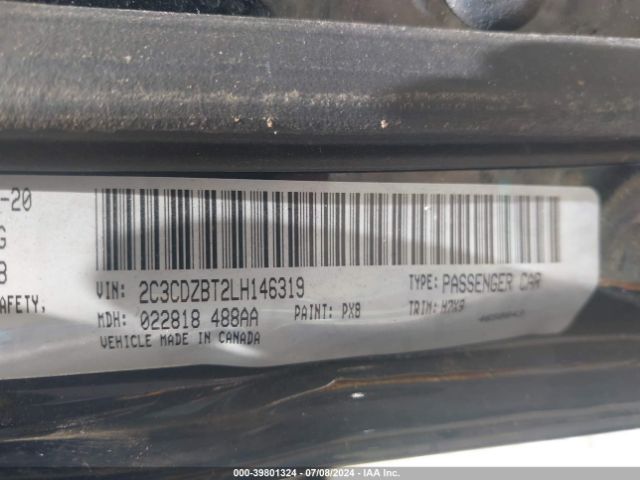 -20
G
B
AFETY,
VIN: 2C3CDZBT2LH146319 TYPE: PASSENGER CAR
MDH: 022818 488AA PAINT: PX8 TRIM: H7X9
VEHICLE MADE IN CANADA
000-39801324 | 07/08/2024 | IAA Inc.